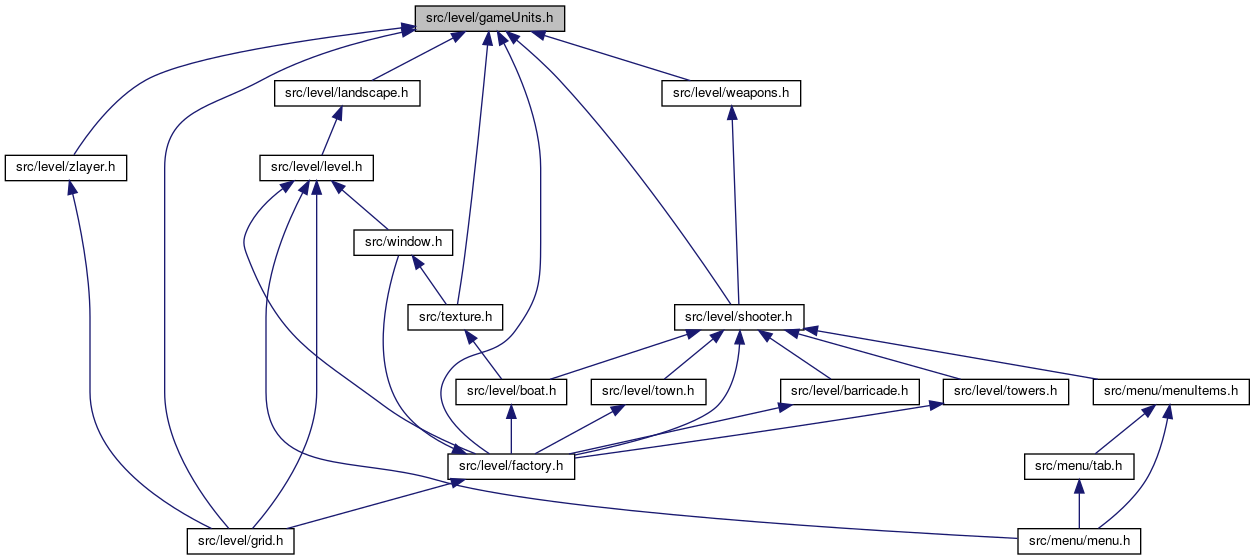 src/level/gameUnits.h
src/level/landscape.h
src/level/weapons.h
src/level/zlayer.h
src/level/level.h
src/window.h
src/texture.h
src/level/shooter.h
src/level/boat.h
src/level/town.h
src/level/barricade.h
src/level/towers.h
src/menu/menuItems.h
src/level/factory.h
src/menu/tab.h
src/level/grid.h
src/menu/menu.h